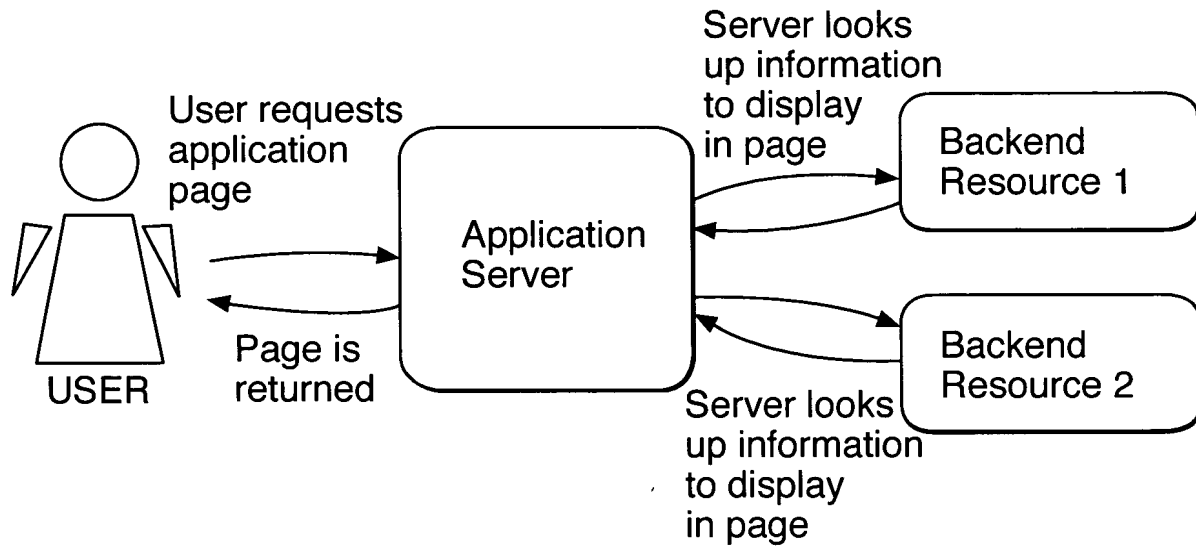 User requests
application
page
USER
Page is
returned
Application
Server
Server looks
up information
to display
in page
Backend
Resource 1
Backend
Resource 2
Server looks
up information
to display
in page